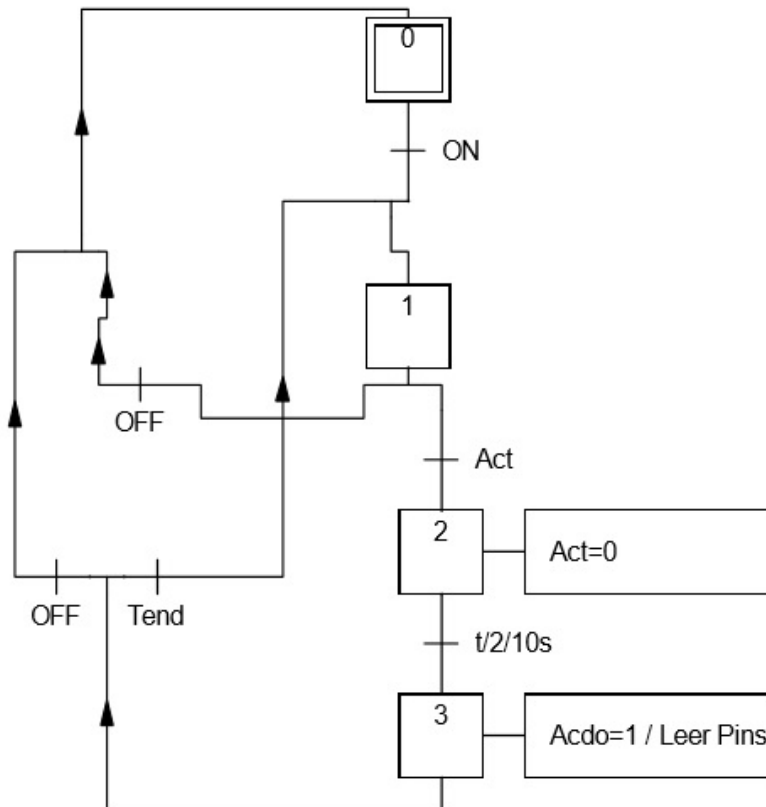 0
ON
1
OFF
Act
2
Act=0
OFF
Tend
t/2/10s
3
Acdo=1 / Leer Pins